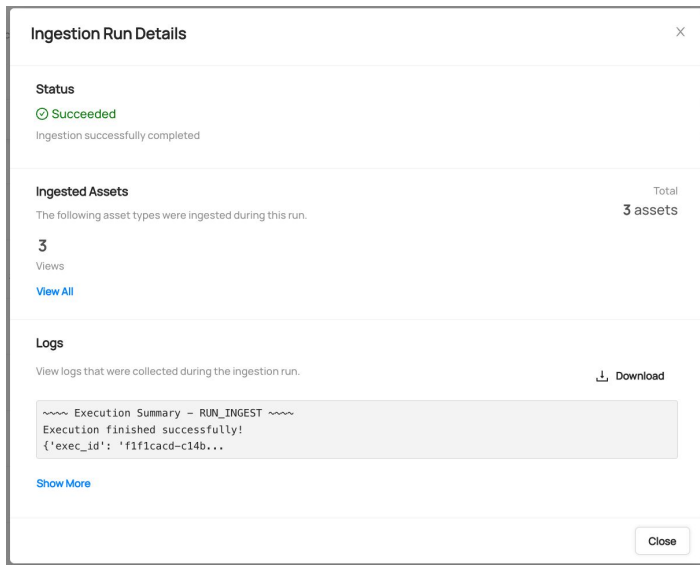 Ingestion Run Details
Status
Succeeded
Ingestion successfully completed
Ingested Assets
Total
The following asset types were ingested during this run.
3 assets
3
Views
View All
Logs
View logs that were collected during the ingestion run.
Download
~~~~ Execution Summary - RUN_INGEST ~~~~
Execution finished successfully!
{'exec_id': 'f1f1cacd-c14b...
Show More
Close